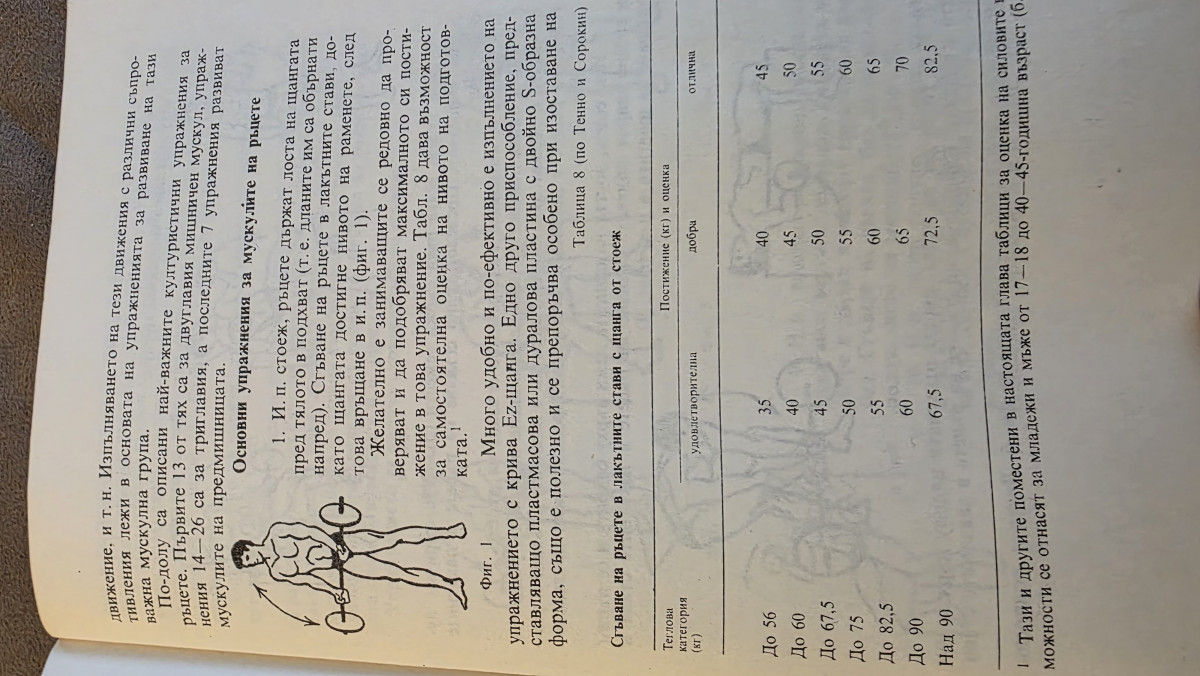 движение, и т. н. Изпълняването на тези движения с различни съпро-
тивления лежи в основата на упражненията за развиване на тази
важна мускулна група.
По-долу са описани най-важните културистични упражнения за
ръцете. Първите 13 от тях са за двуглавия мишничен мускул, упраж-
нения 14—26 са за триглавия, а последните 7 упражнения развиват
мускулите на предмишницата.
Основни упражнения за мускулите на ръцете
1. И. п. стоеж, ръцете държат лоста на щангата
пред тялото в подхват (т. е. дланите им са обърнати
напред). Сгъване на ръцете в лакътните стави, до-
като щангата достигне нивото на раменете, след
това връщане в и. п. (фиг. 1).
Желателно е занимаващите се редовно да про-
веряват и да подобряват максималното си пости-
жение в това упражнение. Табл. 8 дава възможност
за самостоятелна оценка на нивото на подготов-
ката.1
Фиг. 1
Много удобно и по-ефективно е изпълнението на
упражнението с крива Ez-щанга. Едно друго приспособление, пред-
ставляващо пластмасова или дуралова пластина с двойно S-образна
форма, също е полезно и се препоръчва особено при изоставане на
Таблица 8 (по Тенно и Сорокин)
Сгъване на ръцете в лакътните стави с щанга от стоеж
Теглова
категория
(кг)
Постижение (кг) и оценка
удовлетворителна добра отлична
До 56 35 40 45
До 60 40 45 50
До 67,5 45 50 55
До 75 50 55 60
До 82,5 55 60 65
До 90 60 65 70
Над 90 67,5 72,5 82,5
1 Тази и другите поместени в настоящата глава таблици за оценка на силовите
можности се отнасят за младежи и мъже от 17—18 до 40—45-годишна възраст